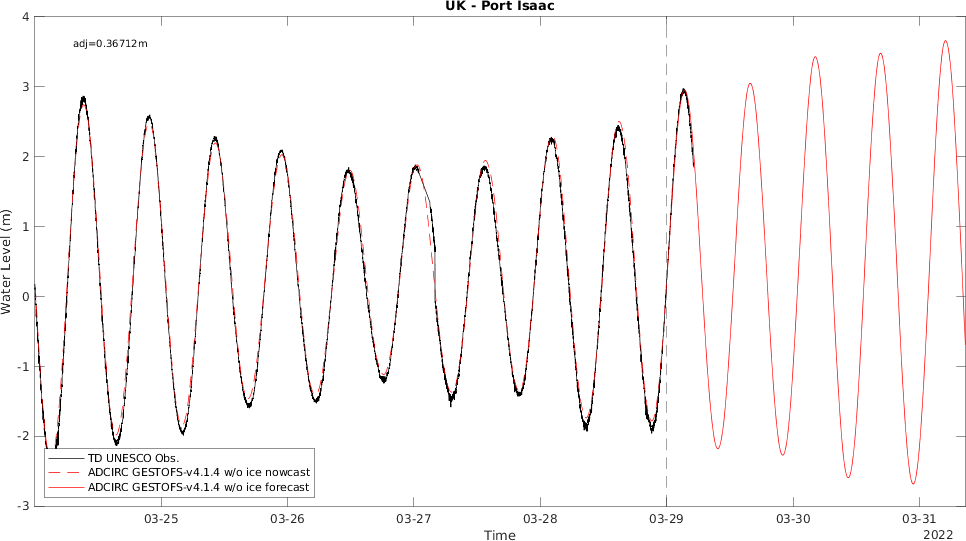 UK - Port Isaac
adj=0.36712m
Water Level (m)
4
3
2
1
0
-1
-2
-3
TD UNESCO Obs.
ADCIRC GESTOFS-v4.1.4 w/o ice nowcast
ADCIRC GESTOFS-v4.1.4 w/o ice forecast
03-25 03-26 03-27 03-28 03-29 03-30 03-31
Time
2022